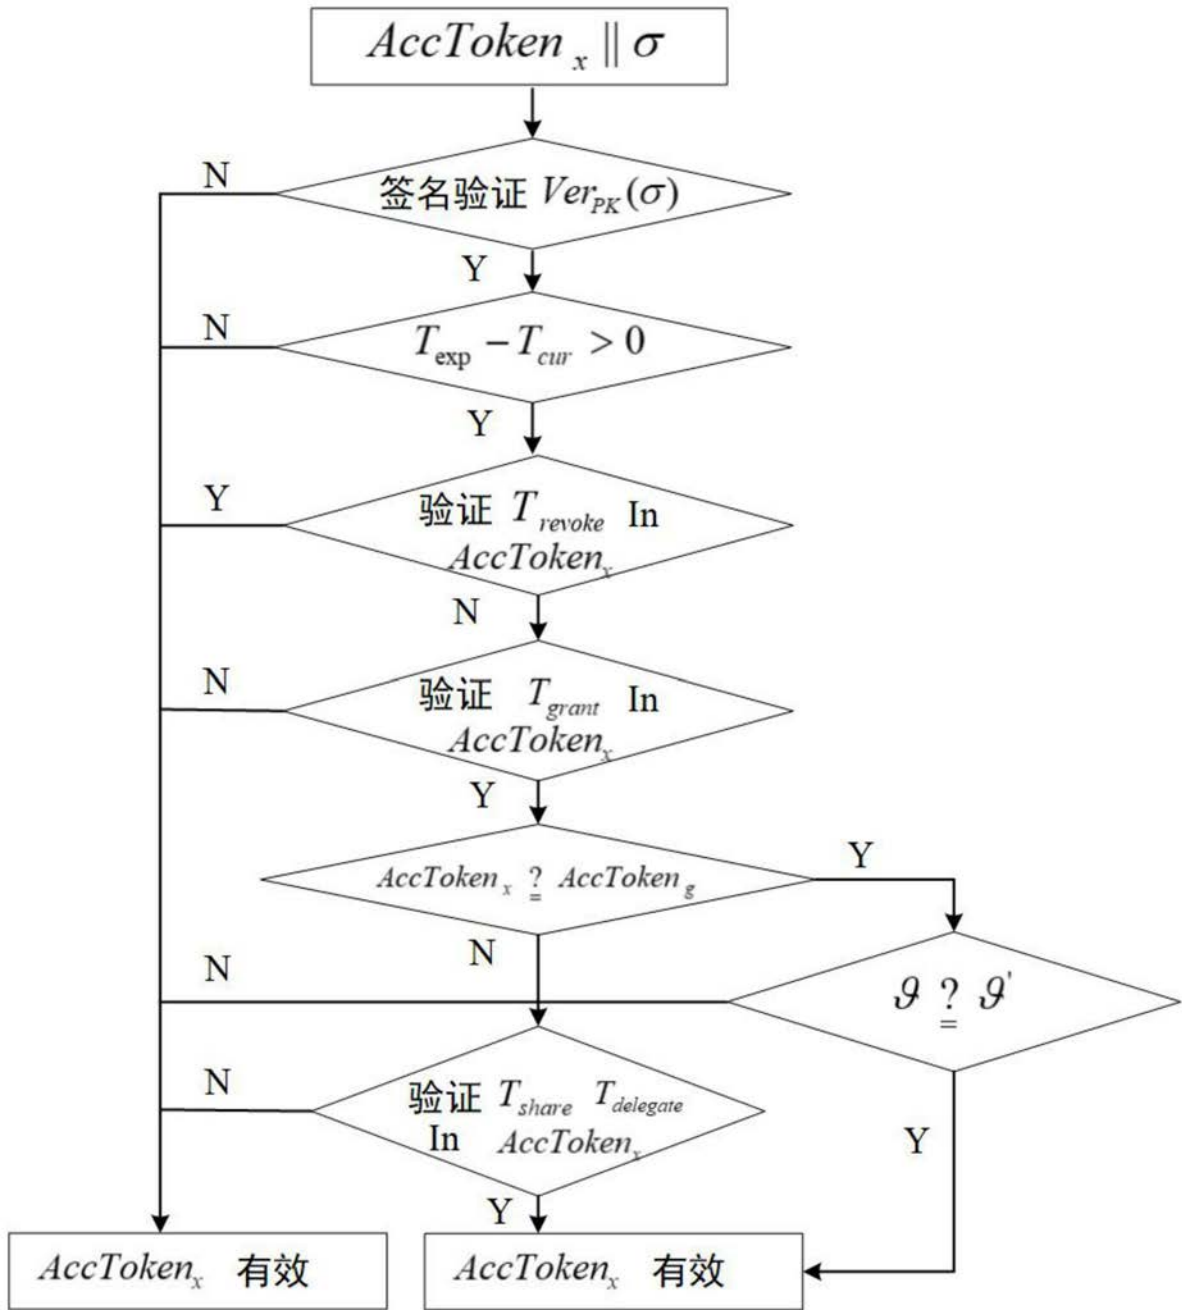 AccToken x || σ
N
签名验证 Ver_PK(σ)
Y
N
T_exp − T_cur > 0
Y
Y
验证 T_revoke In
AccToken_x
N
N
验证 T_grant In
AccToken_x
Y
Y
AccToken_x ?= AccToken_g
N
N
ϑ ?= ϑ'
N
验证 T_share T_delegate
In AccToken_x
Y
Y
AccToken_x 有效
AccToken_x 有效